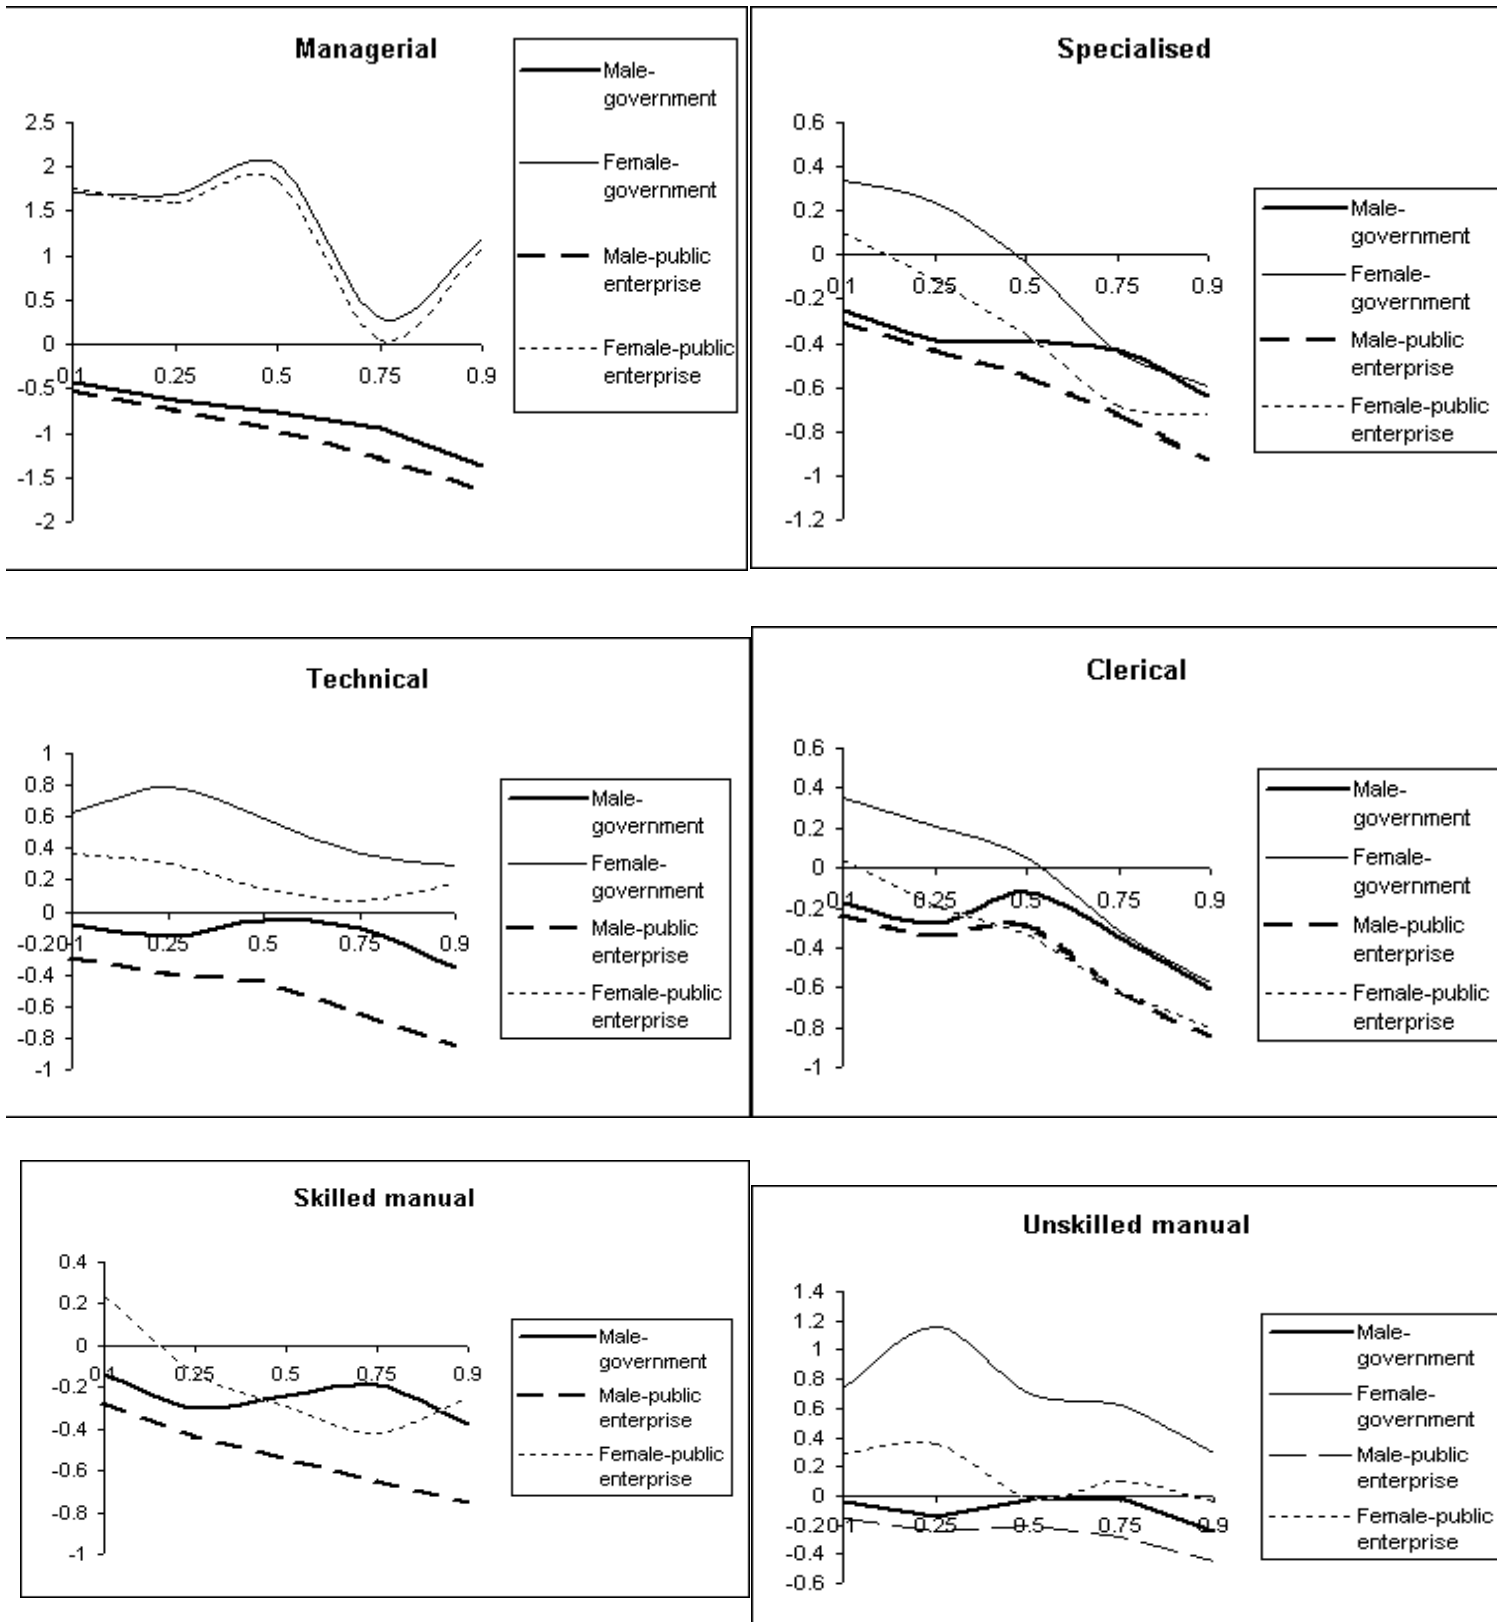 Managerial
Male-
government
Female-
government
Male-public
enterprise
Female-public
enterprise
2.5
2
1.5
1
0.5
0
-0.5
-1
-1.5
-2
0.1
0.25
0.5
0.75
0.9
Specialised
Male-
government
Female-
government
Male-public
enterprise
Female-public
enterprise
0.6
0.4
0.2
0
-0.2
-0.4
-0.6
-0.8
-1
-1.2
0.1
0.25
0.5
0.75
0.9
Technical
Male-
government
Female-
government
Male-public
enterprise
Female-public
enterprise
1
0.8
0.6
0.4
0.2
0
-0.2
-0.4
-0.6
-0.8
-1
0.1
0.25
0.5
0.75
0.9
Clerical
Male-
government
Female-
government
Male-public
enterprise
Female-public
enterprise
0.6
0.4
0.2
0
-0.2
-0.4
-0.6
-0.8
-1
0.1
0.25
0.5
0.75
0.9
Skilled manual
Male-
government
Male-public
enterprise
Female-public
enterprise
0.4
0.2
0
-0.2
-0.4
-0.6
-0.8
-1
0.1
0.25
0.5
0.75
0.9
Unskilled manual
Male-
government
Female-
government
Male-public
enterprise
Female-public
enterprise
1.4
1.2
1
0.8
0.6
0.4
0.2
0
-0.2
-0.4
-0.6
0.1
0.25
0.5
0.75
0.9